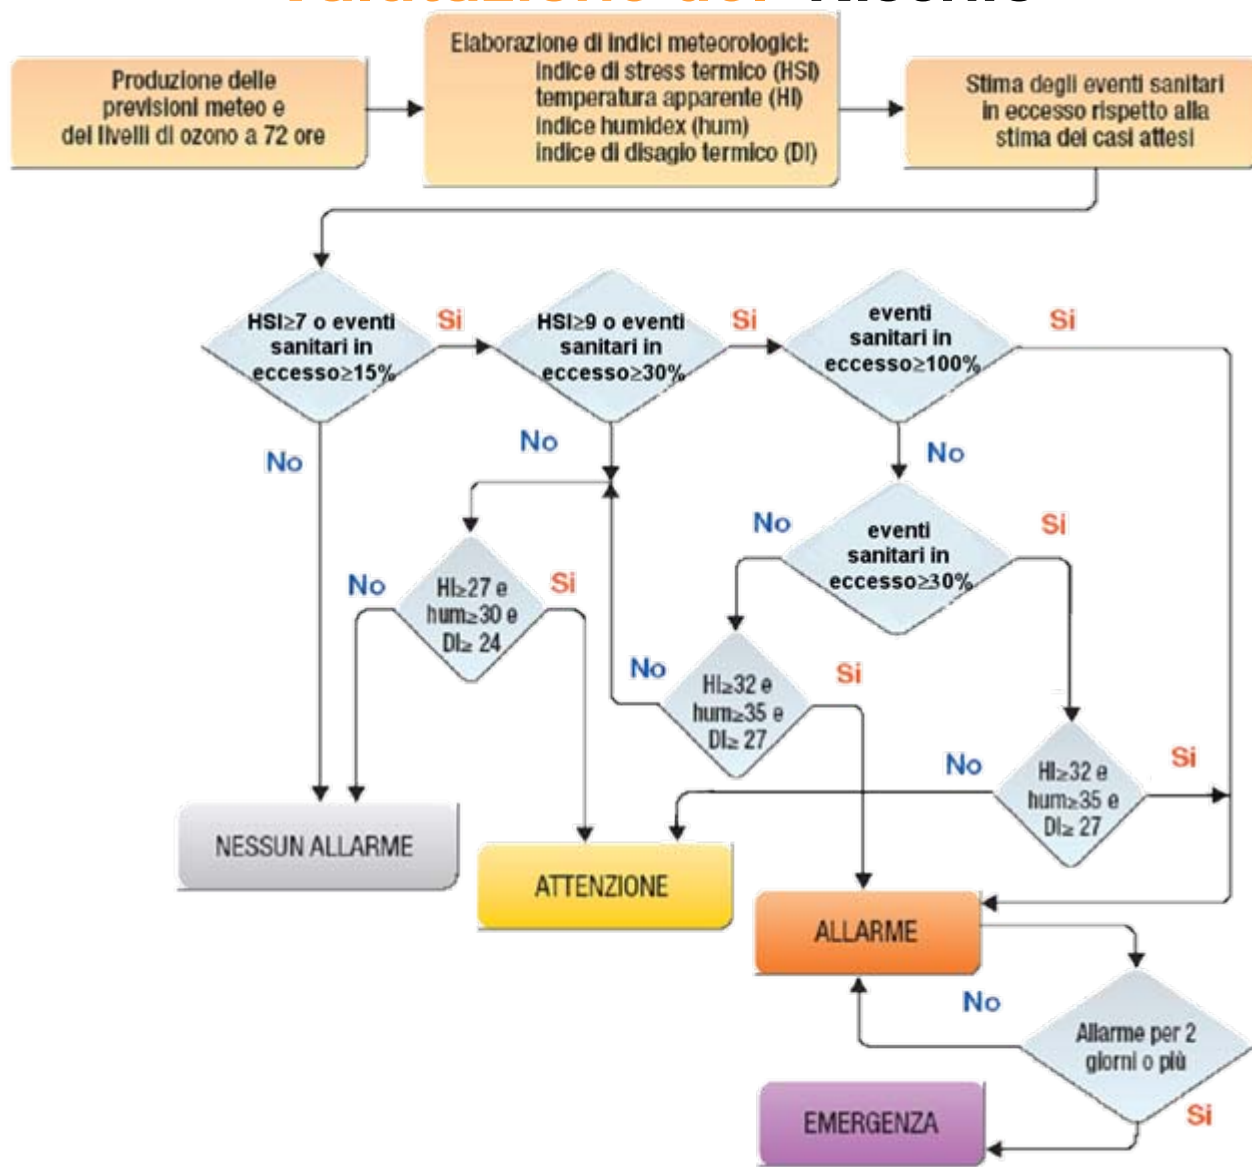 Valutazione del Rischio
Produzione delle
previsioni meteo e
dei livelli di ozono a 72 ore
Elaborazione di indici meteorologici:
indice di stress termico (HSI)
temperatura apparente (HI)
indice humidex (hum)
indice di disagio termico (DI)
Stima degli eventi sanitari
in eccesso rispetto alla
stima dei casi attesi
HSI≥7 o eventi
sanitari in
eccesso≥15%
Si
HSI≥9 o eventi
sanitari in
eccesso≥30%
Si
eventi
sanitari in
eccesso≥100%
Si
No
No
No
No
eventi
sanitari in
eccesso≥30%
Si
No
HI≥27 e
hum≥30 e
DI≥ 24
Si
No
HI≥32 e
hum≥35 e
DI≥ 27
Si
No
HI≥32 e
hum≥35 e
DI≥ 27
Si
NESSUN ALLARME
ATTENZIONE
ALLARME
No
Allarme per 2
giorni o più
Si
EMERGENZA